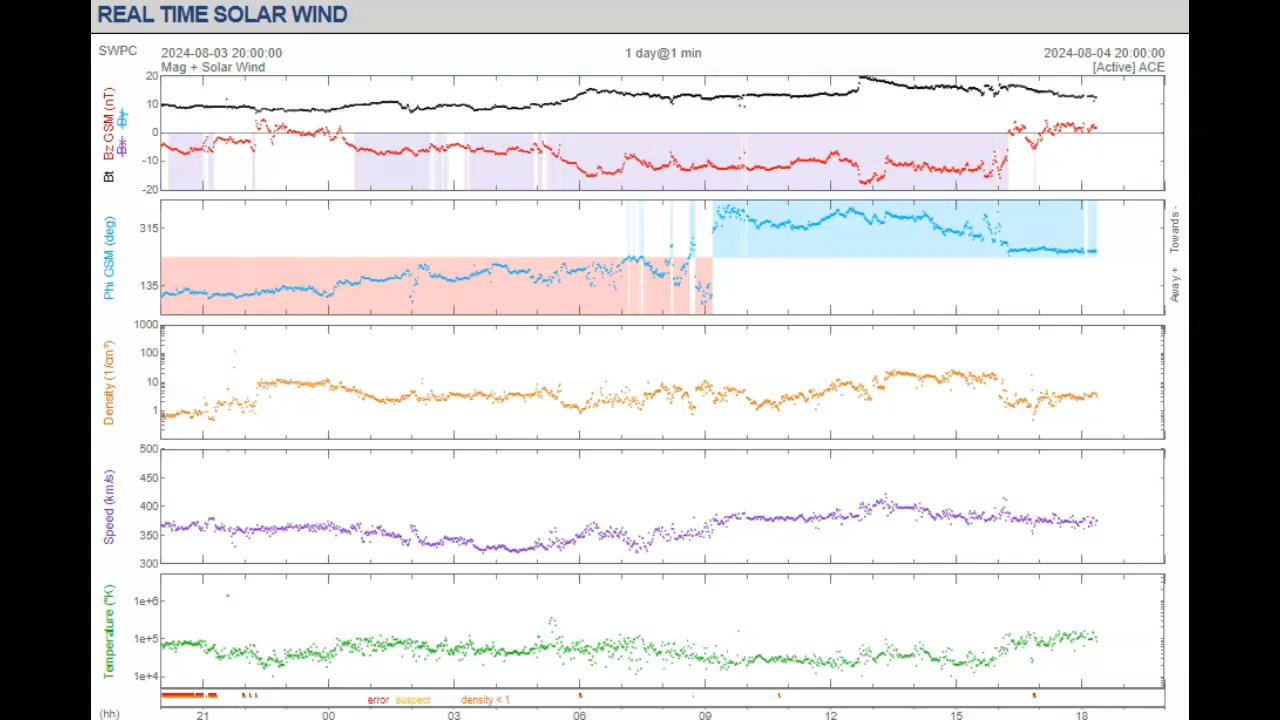 REAL TIME SOLAR WIND
SWPC
2024-08-03 20:00:00
1 day@1 min
2024-08-04 20:00:00
Mag + Solar Wind
[Active] ACE
20
10
0
-10
-20
Bt Bz GSM (nT)
Bx By
315
135
Phi GSM (deg)
Towards -
Away +
1000
100
10
1
Density (1/cm³)
500
450
400
350
300
Speed (km/s)
1e+6
1e+5
1e+4
Temperature (°K)
error suspect density < 1
(hh) 21 00 03 06 09 12 15 18